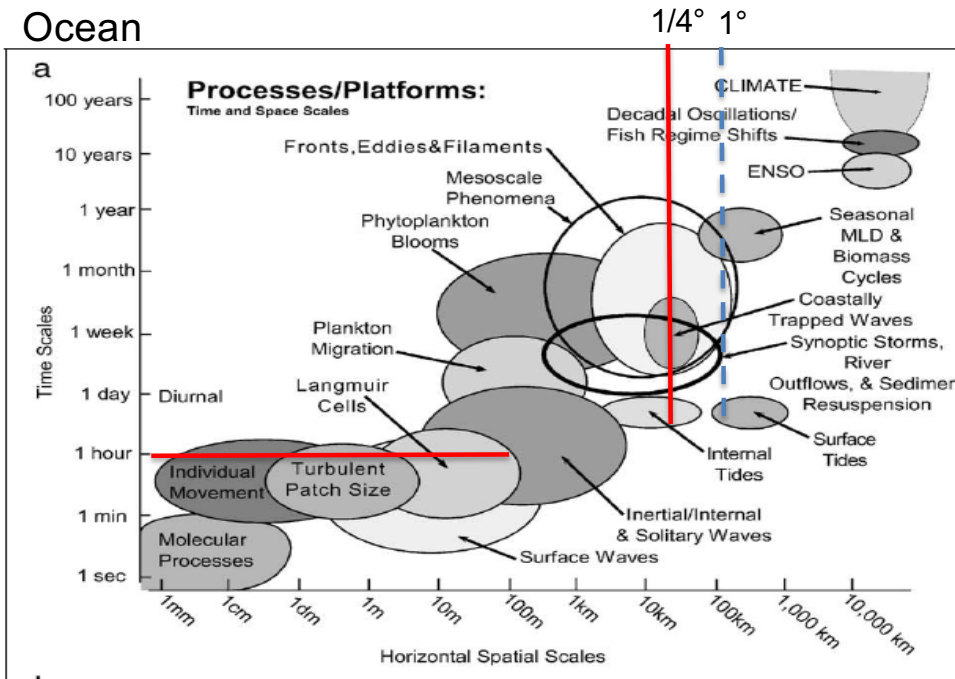 Ocean
1/4° 1°
a
Processes/Platforms:
Time and Space Scales
CLIMATE
Decadal Oscillations/
Fish Regime Shifts
ENSO
Fronts,Eddies&Filaments
Mesoscale
Phenomena
Phytoplankton
Blooms
Seasonal
MLD &
Biomass
Cycles
Plankton
Migration
Coastally
Trapped Waves
Langmuir
Cells
Synoptic Storms,
River
Outflows, & Sedimen
Resuspension
Diurnal
Internal
Tides
Surface
Tides
Individual
Movement
Turbulent
Patch Size
Inertial/Internal
& Solitary Waves
Surface Waves
Molecular
Processes
Time Scales
100 years
10 years
1 year
1 month
1 week
1 day
1 hour
1 min
1 sec
1mm
1cm
1dm
1m
10m
100m
1km
10km
100km
1,000 km
10,000 km
Horizontal Spatial Scales